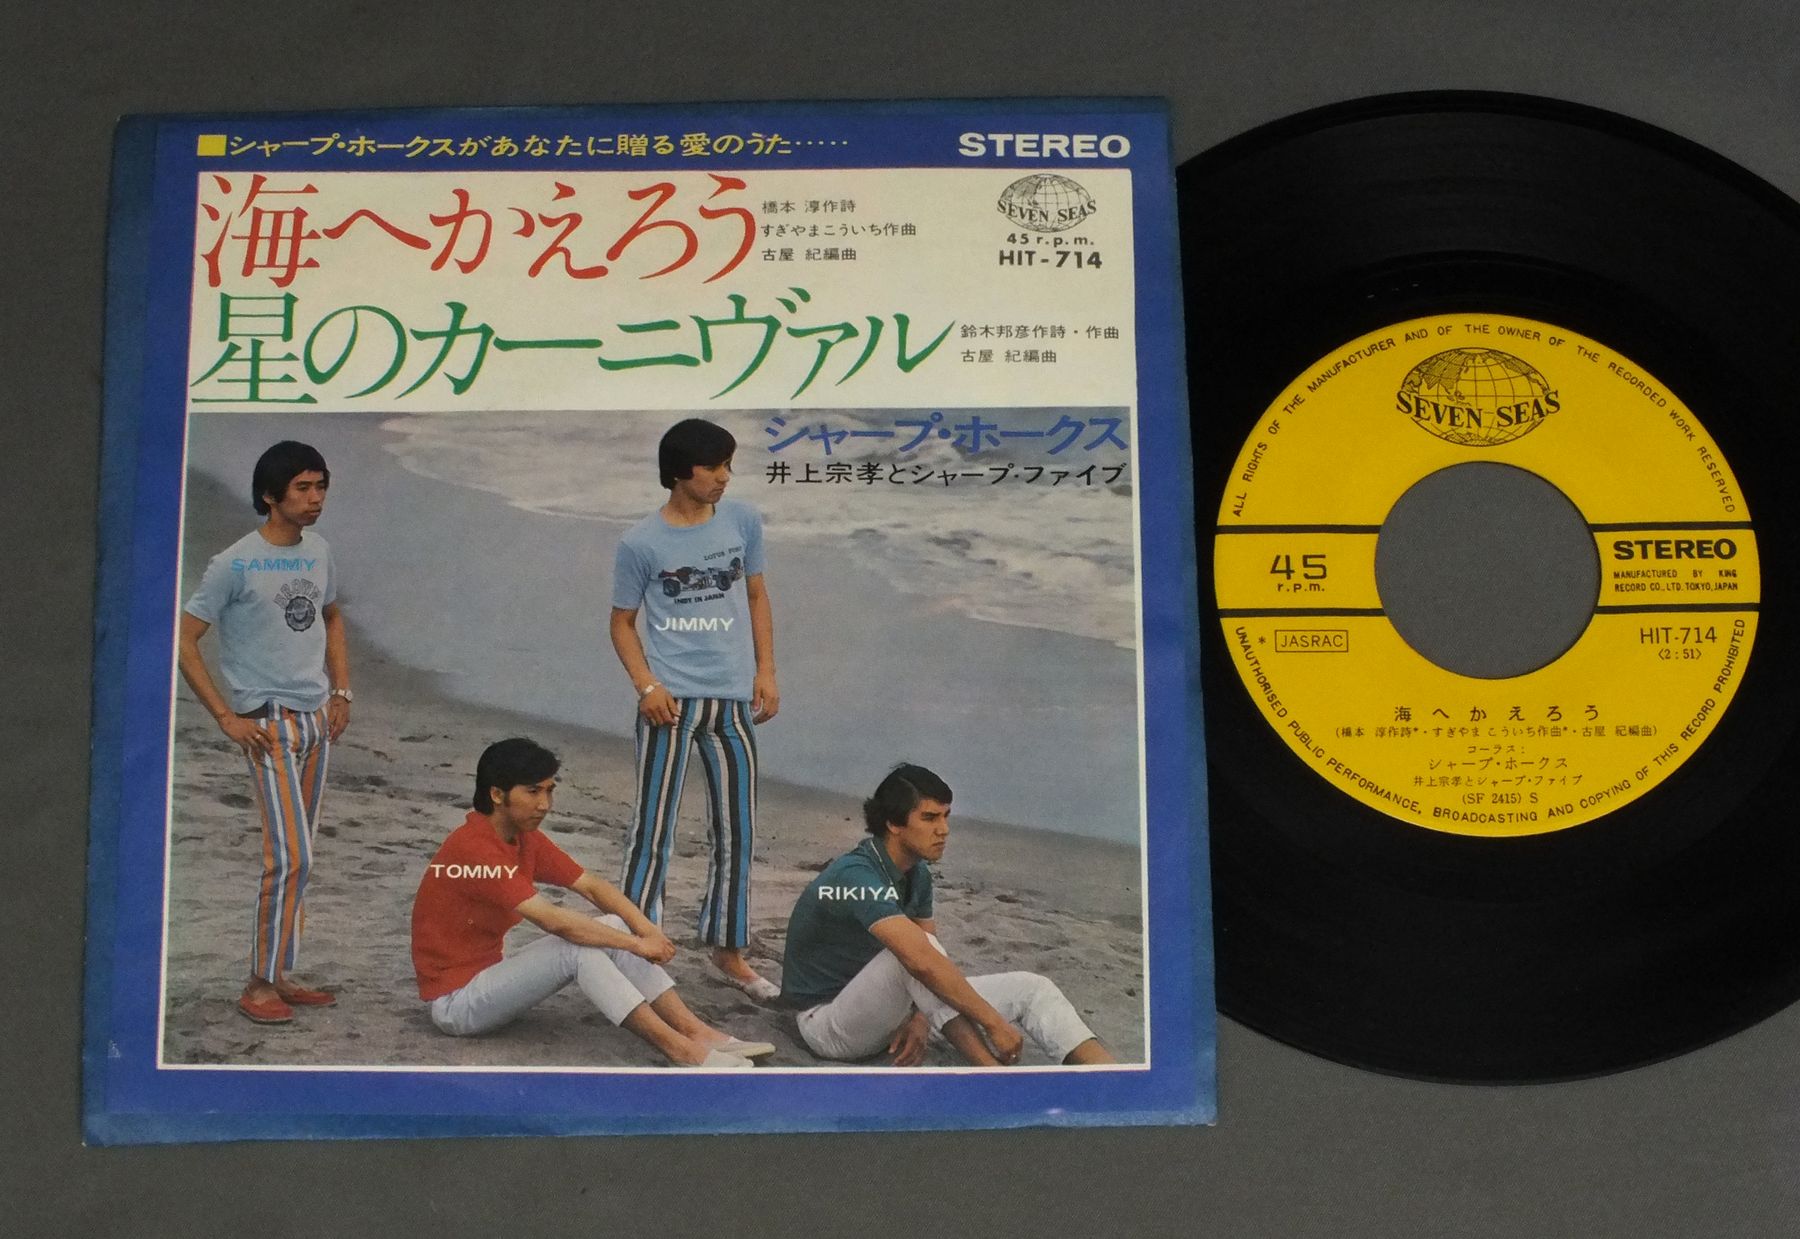 ■シャープ・ホークスがあなたに贈る愛のうた‥‥‥
STEREO
海へかえろう
橋本 淳作詩
すぎやまこういち作曲
古屋 紀編曲
SEVEN SEAS
45 r.p.m.
HIT-714
星のカーニヴァル
鈴木邦彦作詩・作曲
古屋 紀編曲
シャープ・ホークス
井上宗孝とシャープ・ファイブ
SAMMY
LOTUS FORD
INDY IN JAPAN
JIMMY
TOMMY
RIKIYA
ALL RIGHTS OF THE MANUFACTURER AND OF THE OWNER OF THE RECORDED WORK RESERVED
SEVEN SEAS
45
r.p.m.
STEREO
MANUFACTURED BY KING
RECORD CO., LTD. TOKYO, JAPAN
* JASRAC
HIT-714
〈2：51〉
海へかえろう
(橋本 淳作詩*・すぎやま こういち作曲*・古屋 紀編曲)
コーラス：
シャープ・ホークス
井上宗孝とシャープ・ファイブ
(SF 2415) S
UNAUTHORISED PUBLIC PERFORMANCE, BROADCASTING AND COPYING OF THIS RECORD PROHIBITED